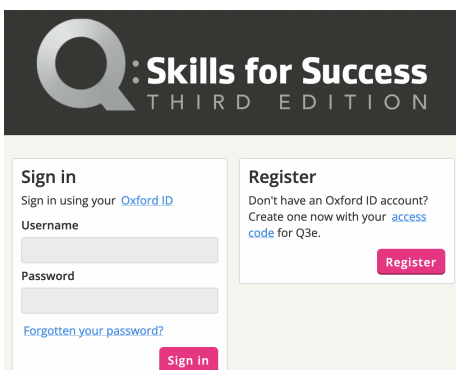 Q: Skills for Success
THIRD EDITION
Sign in
Sign in using your Oxford ID
Username
Password
Forgotten your password?
Sign in
Register
Don't have an Oxford ID account?
Create one now with your access
code for Q3e.
Register